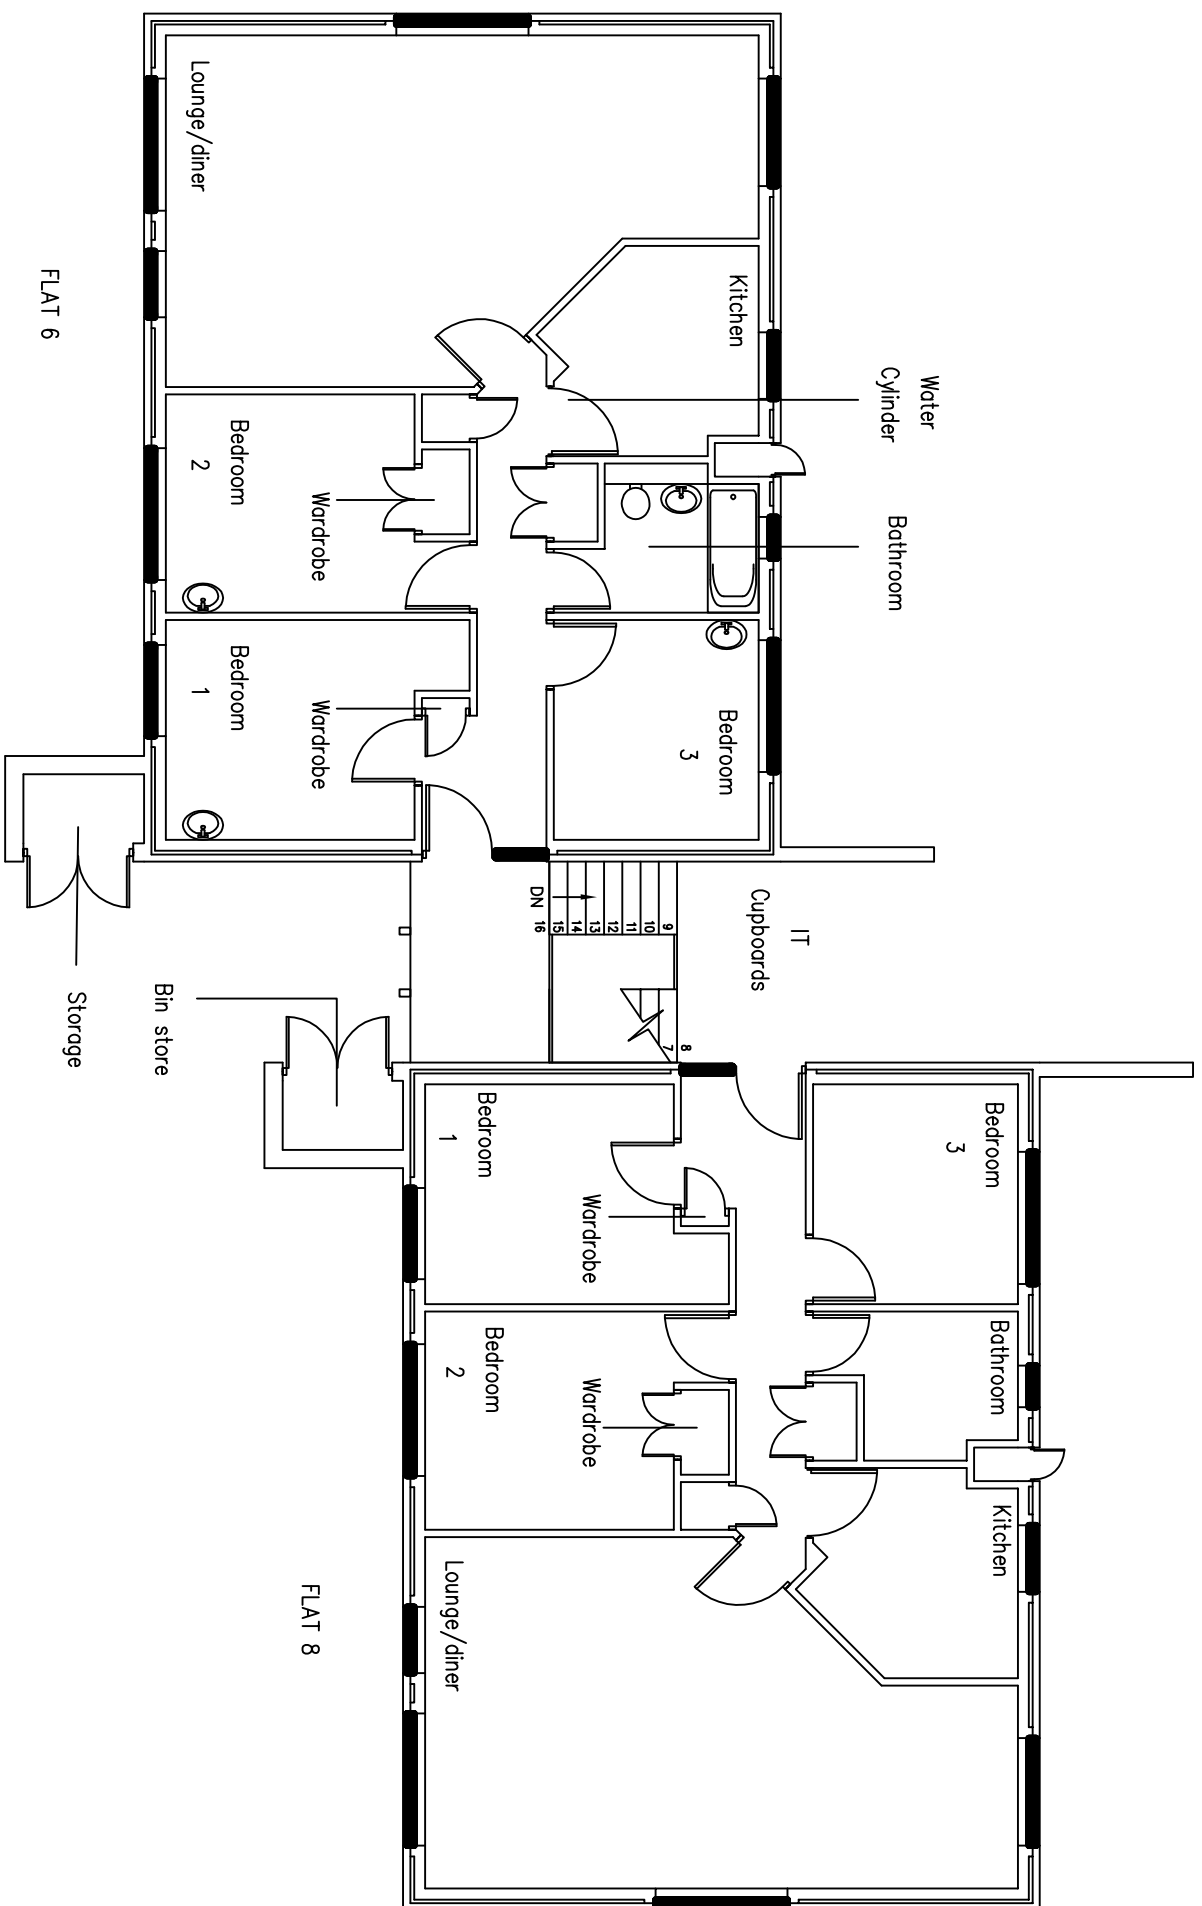 Water
Cylinder
Bathroom
Kitchen
Lounge/diner
Bedroom
2
Wardrobe
Bedroom
1
Wardrobe
Bedroom
3
FLAT 6
IT
Cupboards
DN
16
15
14
13
12
11
10
9
8
7
Storage
Bin store
Bedroom
1
Wardrobe
Bedroom
3
Bathroom
Bedroom
2
Wardrobe
Kitchen
Lounge/diner
FLAT 8